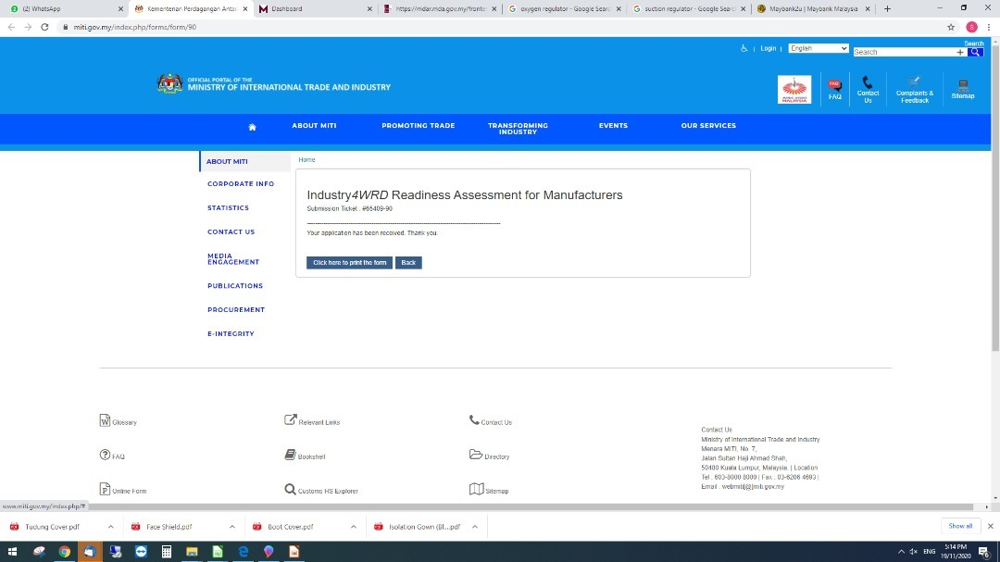 (2) WhatsApp
Kementerian Perdagangan Antar
Dashboard
https://mdar.mda.gov.my/fronte
oxygen regulator - Google Searc
suction regulator - Google Searc
Maybank2u | Maybank Malaysia
miti.gov.my/index.php/forms/form/90
S
Search
Login
English
Search
OFFICIAL PORTAL OF THE
MINISTRY OF INTERNATIONAL TRADE AND INDUSTRY
MALAYSIA
FAQ
FAQ
Contact
Us
Complaints &
Feedback
Sitemap
ABOUT MITI
PROMOTING TRADE
TRANSFORMING
INDUSTRY
EVENTS
OUR SERVICES
ABOUT MITI
CORPORATE INFO
STATISTICS
CONTACT US
MEDIA
ENGAGEMENT
PUBLICATIONS
PROCUREMENT
E-INTEGRITY
Home
Industry4WRD Readiness Assessment for Manufacturers
Submission Ticket : #65409-90
Your application has been received. Thank you.
Click here to print the form
Back
Glossary
Relevant Links
Contact Us
FAQ
Bookshelf
Directory
Online Form
Customs HS Explorer
Sitemap
Contact Us
Ministry of International Trade and Industry
Menara MITI, No. 7,
Jalan Sultan Haji Ahmad Shah,
50480 Kuala Lumpur, Malaysia. | Location
Tel : 603-8000 8000 | Fax : 03-6206 4693 |
Email : webmiti[@]miti.gov.my
www.miti.gov.my/index.php/#
Tudung Cover.pdf
Face Shield.pdf
Boot Cover.pdf
Isolation Gown (Bl....pdf
Show all
ENG
5:14 PM
19/11/2020
6